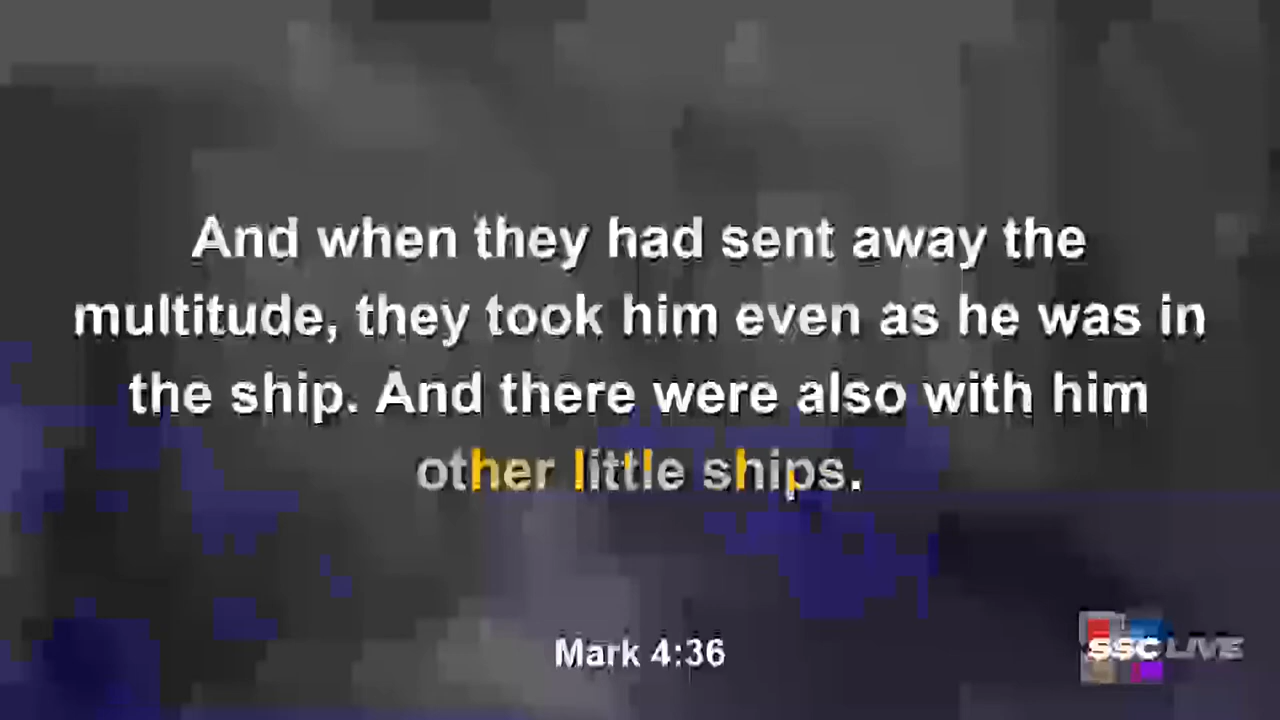 And when they had sent away the
multitude, they took him even as he was in
the ship. And there were also with him
other little ships.
Mark 4:36
SSC LIVE